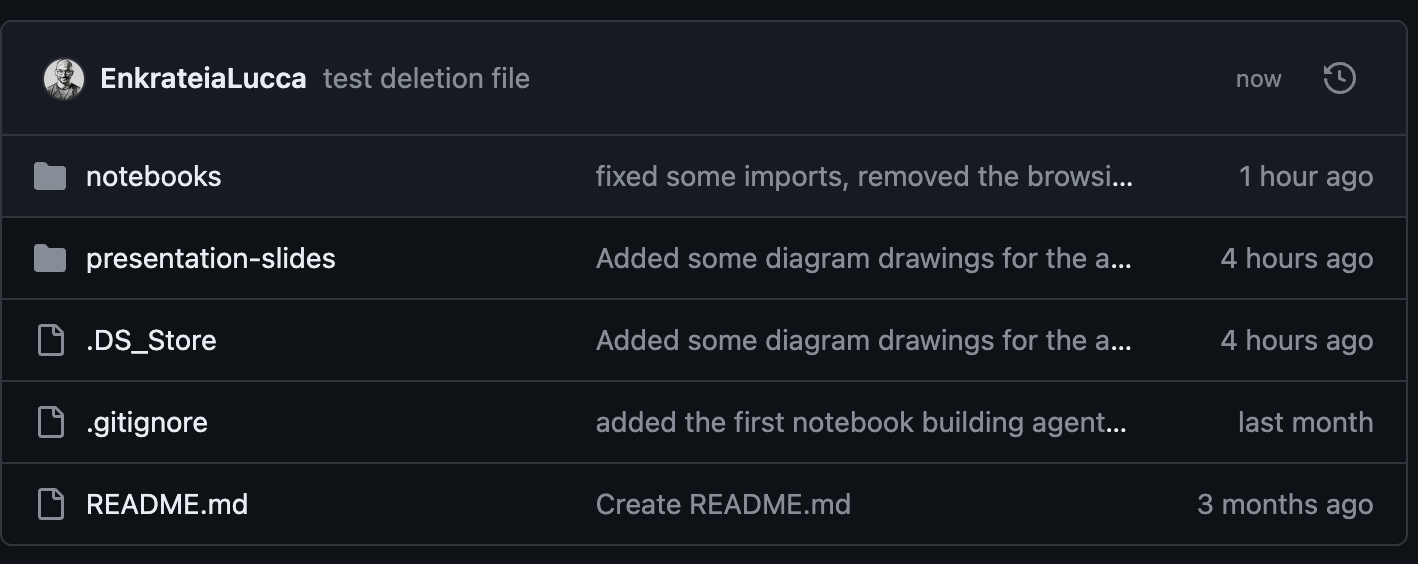 EnkrateiaLucca test deletion file now
notebooks fixed some imports, removed the browsi... 1 hour ago
presentation-slides Added some diagram drawings for the a... 4 hours ago
.DS_Store Added some diagram drawings for the a... 4 hours ago
.gitignore added the first notebook building agent... last month
README.md Create README.md 3 months ago